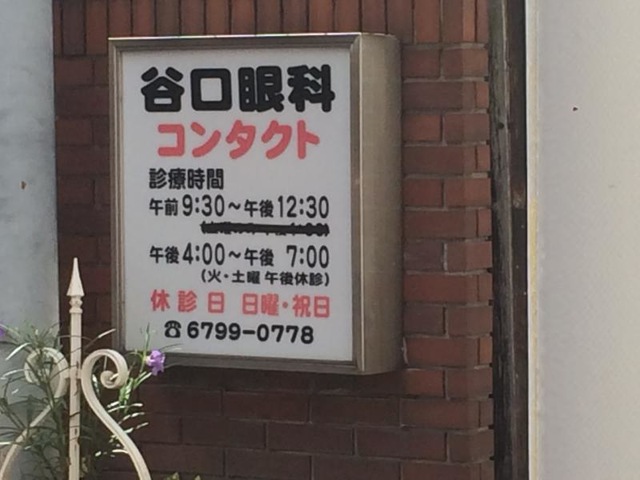 谷口眼科
コンタクト
診療時間
午前9:30～午後12:30
午後4:00～午後 7:00
(火・土曜 午後休診)
休診日 日曜・祝日
☎6799-0778